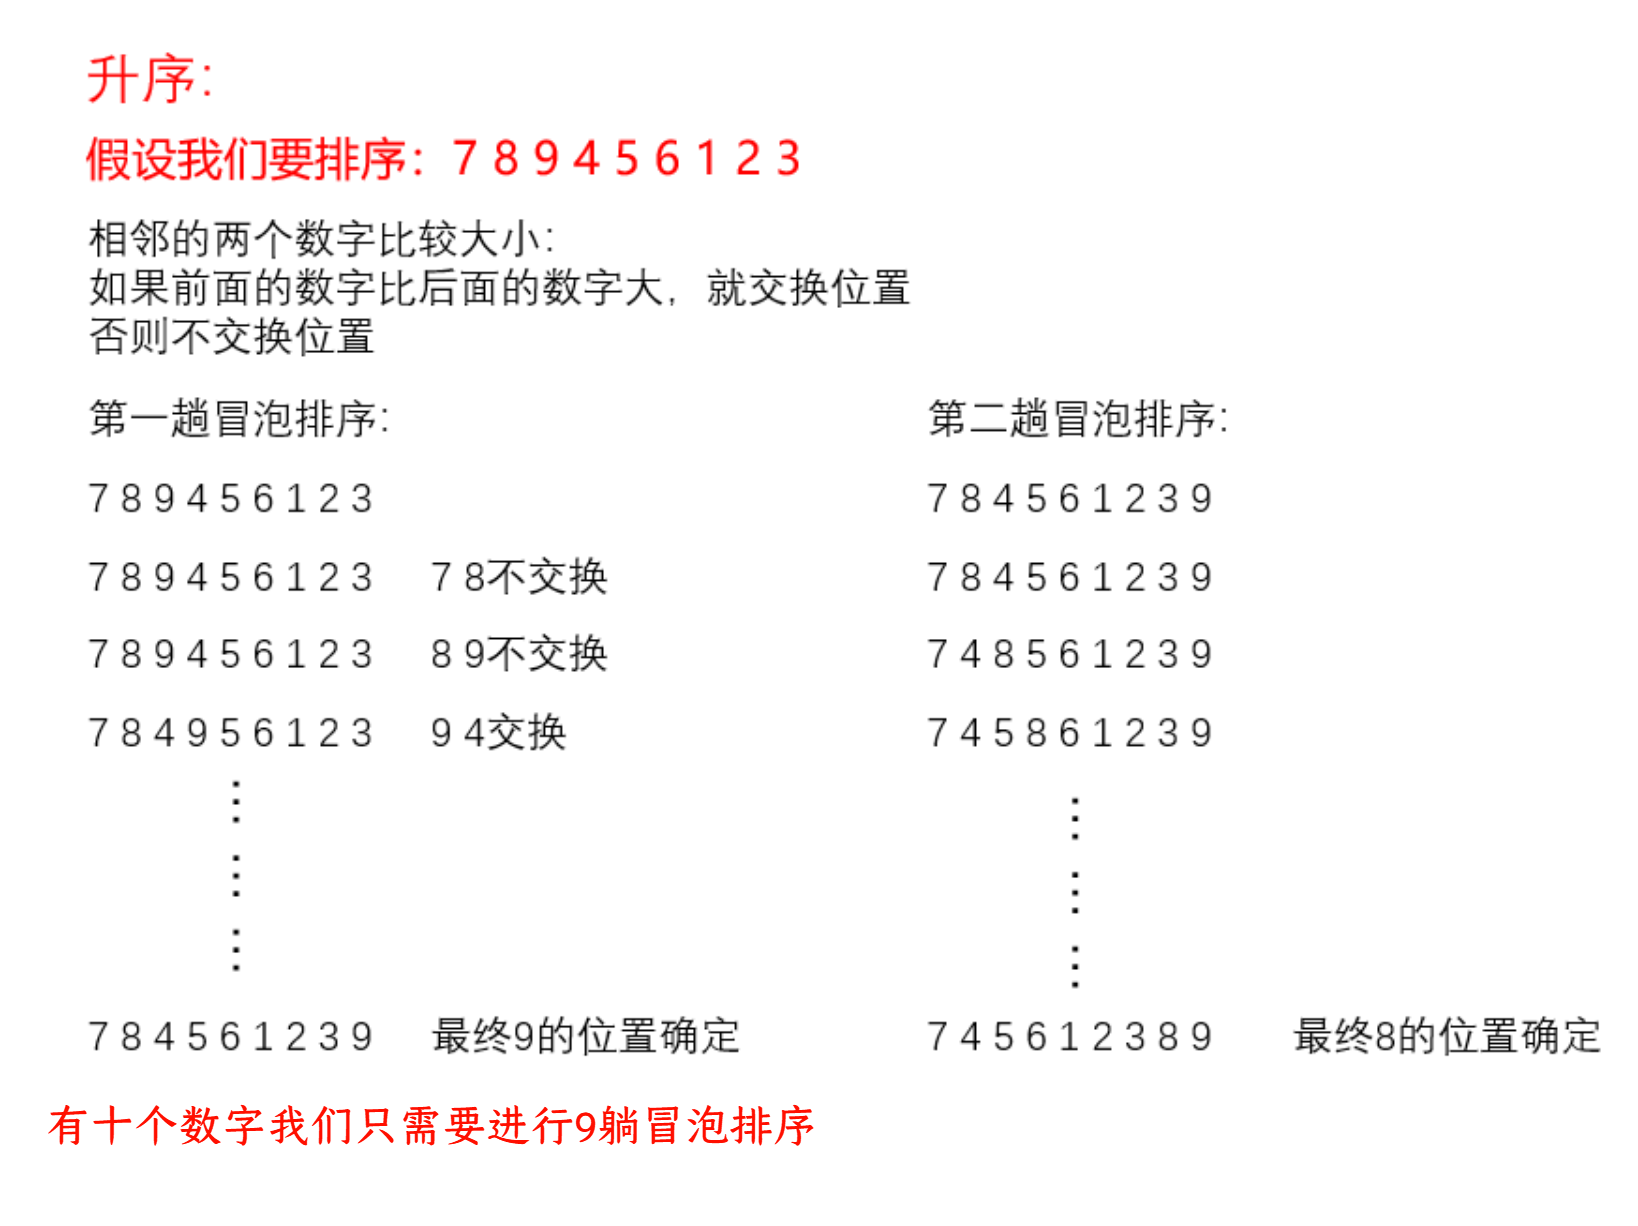 升序：
假设我们要排序：7 8 9 4 5 6 1 2 3
相邻的两个数字比较大小：
如果前面的数字比后面的数字大，就交换位置
否则不交换位置
第一趟冒泡排序：
7 8 9 4 5 6 1 2 3
7 8 9 4 5 6 1 2 3 7 8不交换
7 8 9 4 5 6 1 2 3 8 9不交换
7 8 4 9 5 6 1 2 3 9 4交换
7 8 4 5 6 1 2 3 9 最终9的位置确定
第二趟冒泡排序：
7 8 4 5 6 1 2 3 9
7 8 4 5 6 1 2 3 9
7 4 8 5 6 1 2 3 9
7 4 5 8 6 1 2 3 9
7 4 5 6 1 2 3 8 9 最终8的位置确定
有十个数字我们只需要进行9躺冒泡排序